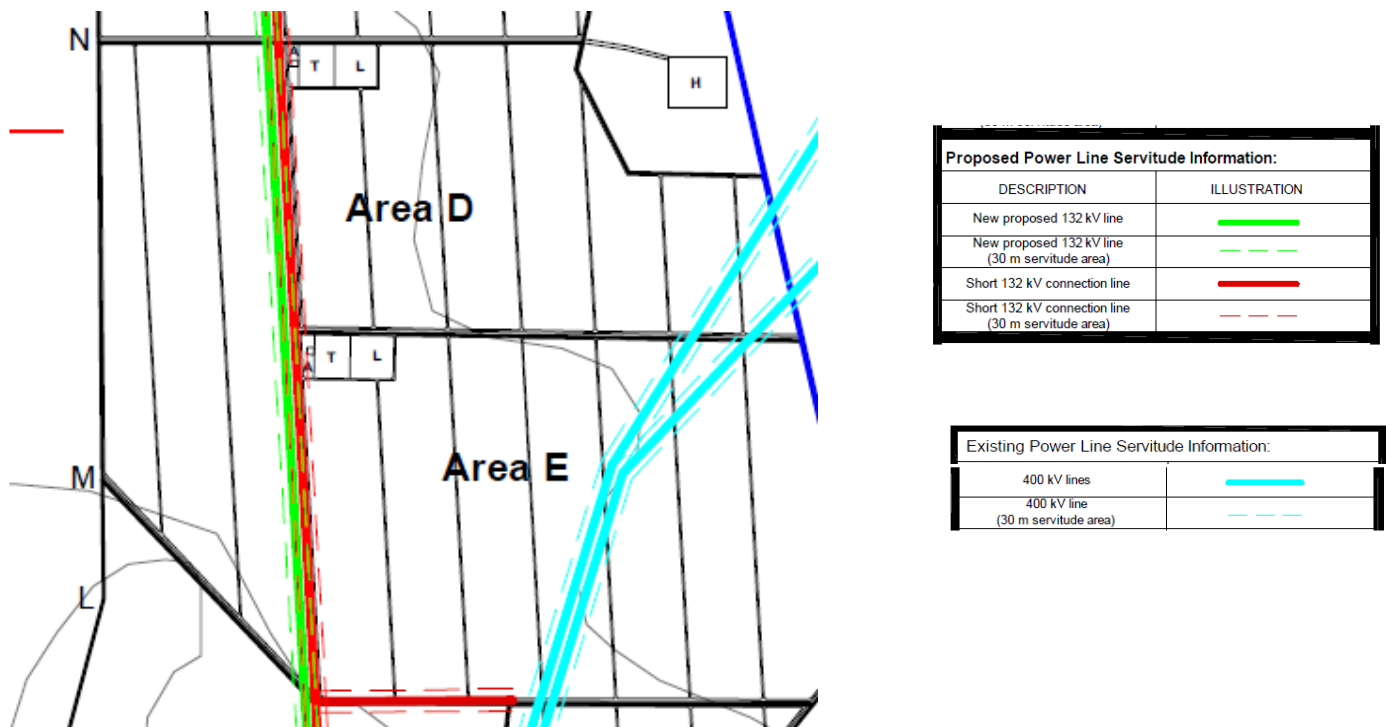 N
A
T
L
H
Area D
A
T
L
Area E
M
L
Proposed Power Line Servitude Information:
DESCRIPTION
ILLUSTRATION
New proposed 132 kV line
New proposed 132 kV line
(30 m servitude area)
Short 132 kV connection line
Short 132 kV connection line
(30 m servitude area)
Existing Power Line Servitude Information:
400 kV lines
400 kV line
(30 m servitude area)